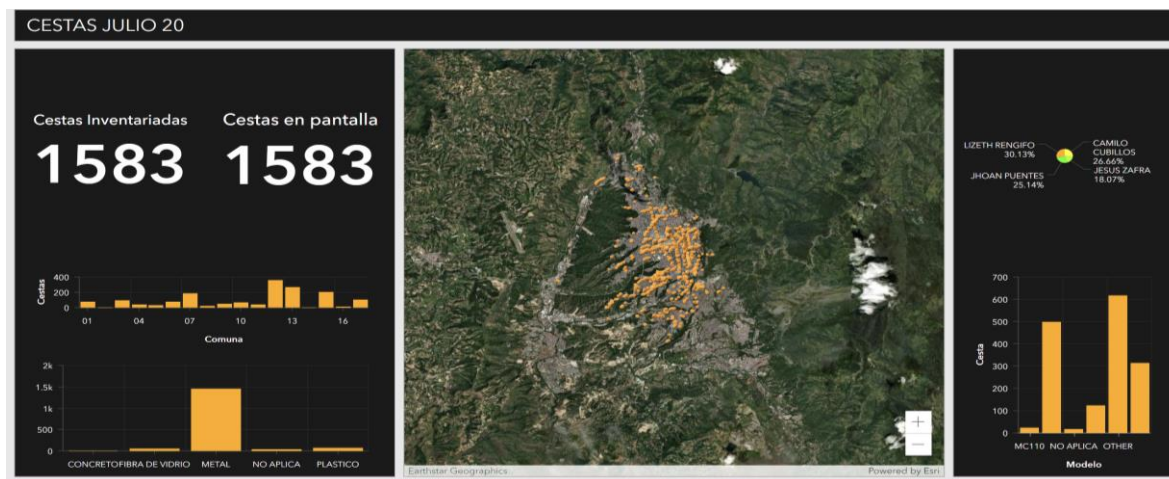 CESTAS JULIO 20
Cestas Inventariadas
1583
Cestas en pantalla
1583
Cestas
400
200
0
01 04 07 10 13 16
Comuna
2k
1.5k
1k
500
0
CONCRETO FIBRA DE VIDRIO METAL NO APLICA PLASTICO
+
−
Earthstar Geographics
Powered by Esri
LIZETH RENGIFO
30.13%
CAMILO
CUBILLOS
26.66%
JHOAN PUENTES
25.14%
JESUS ZAFRA
18.07%
Cesta
700
600
500
400
300
200
100
0
MC110 NO APLICA OTHER
Modelo